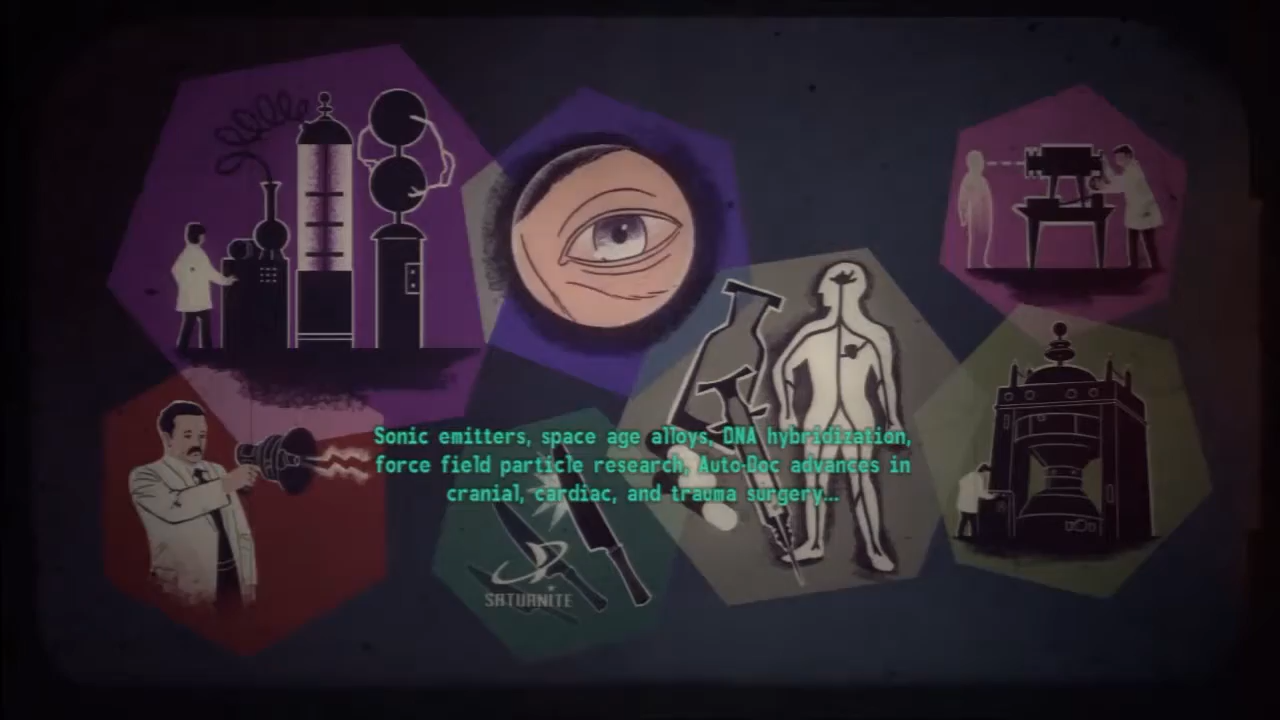 Sonic emitters, space age alloys, DNA hybridization,
force field particle research, Auto-Doc advances in
cranial, cardiac, and trauma surgery...
SATURNITE